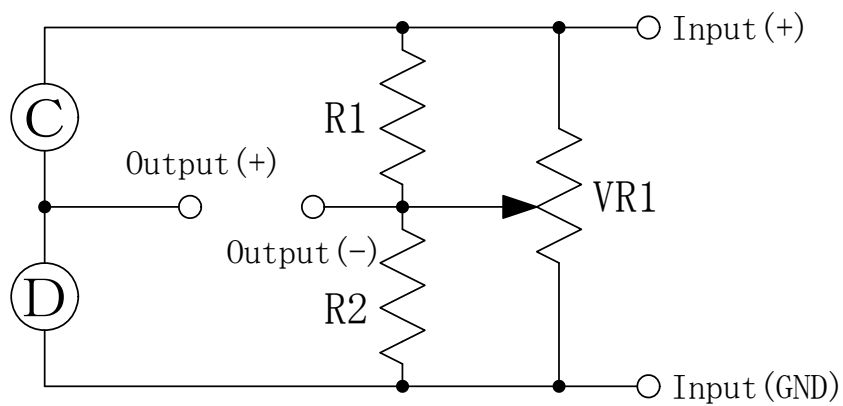 Input(+)
C
R1
Output(+)
VR1
Output(-)
D
R2
Input(GND)